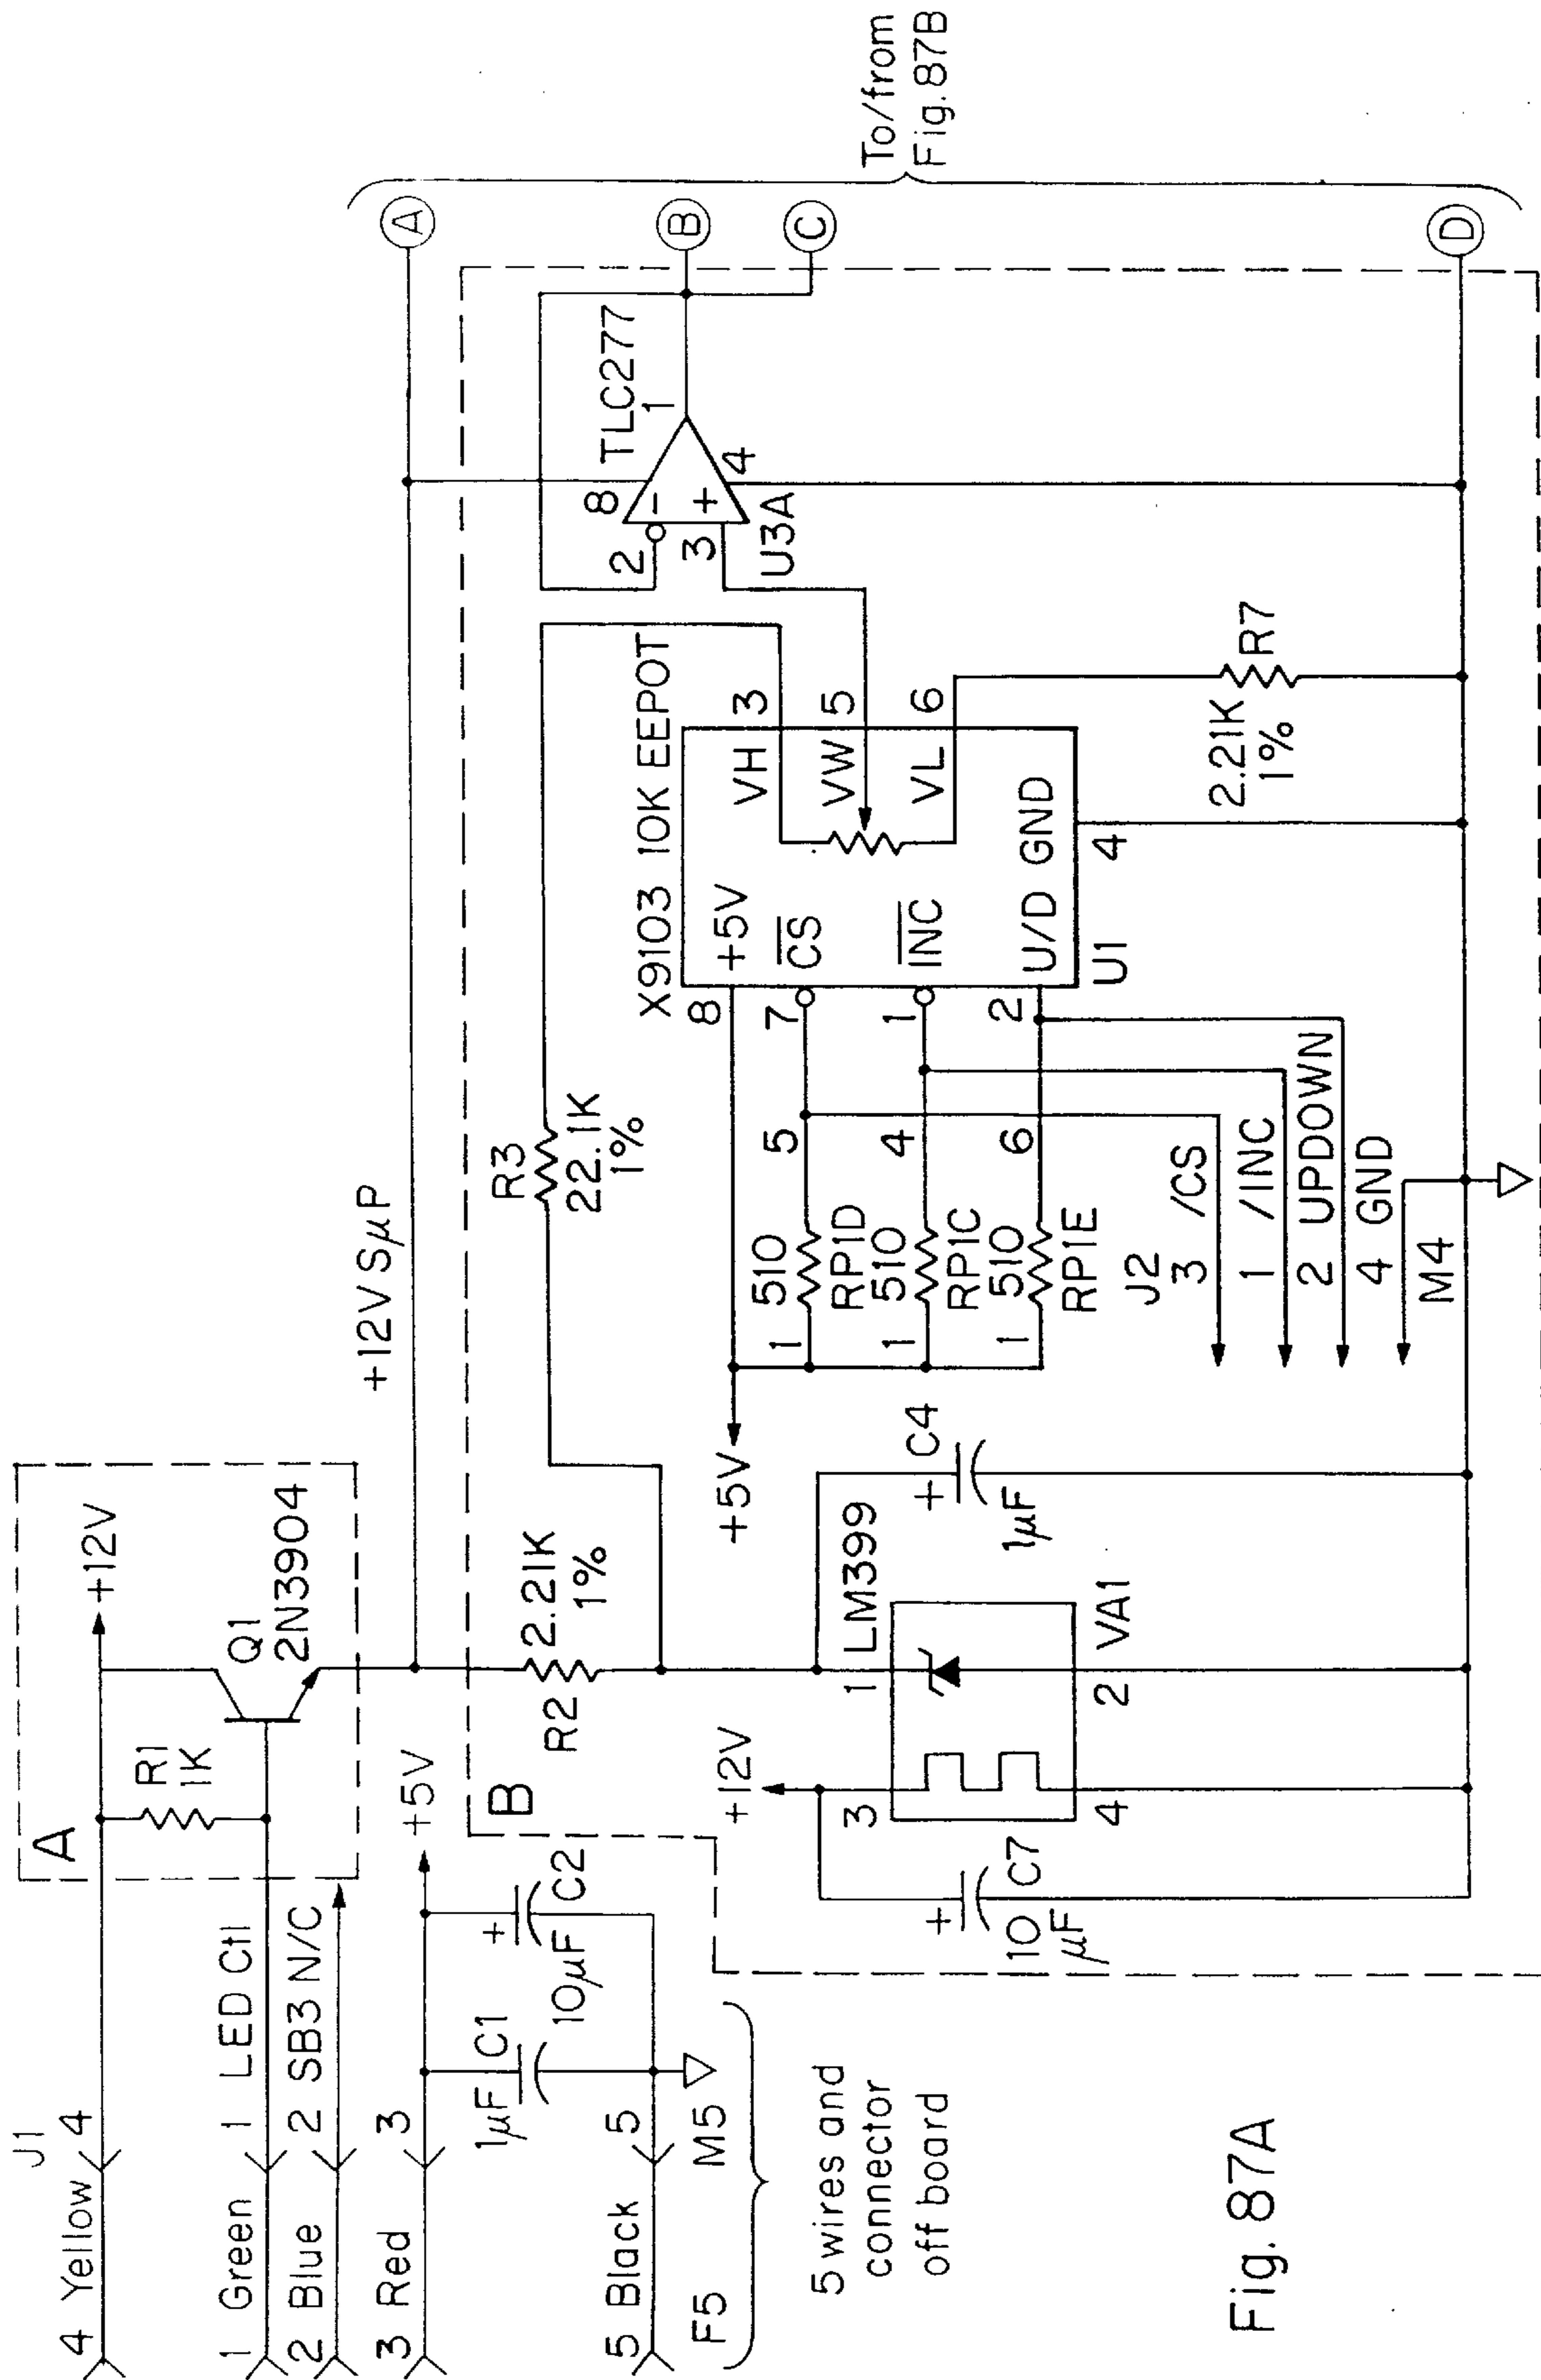 J1
4 Yellow 4
1 Green 1 LED Ctl
2 Blue 2 SB3 N/C
3 Red 3
5 Black 5
F5 M5
5 wires and
connector
off board
1µF C1
10µF C2
+5V
A
R1
1K
+12V
Q1
2N3904
+12VSµP
B
R2
2.21K
1%
R3
22.1K
1%
+12V
10
µF
C7
3
4
1
2
LM399
VA1
C4
1µF
+5V
510
RP1D
510
RP1C
510
RP1E
1
1
1
5
4
6
J2
3 /CS
1 /INC
2 UPDOWN
4 GND
M4
X9103 10K EEPOT
8
7
1
2
+5V
CS
INC
U/D
GND
VH
VW
VL
3
5
6
4
U1
2.21K
1%
R7
TLC277
8
1
2
3
4
-
+
U3A
A
B
C
D
To/from
Fig.87B
Fig. 87A